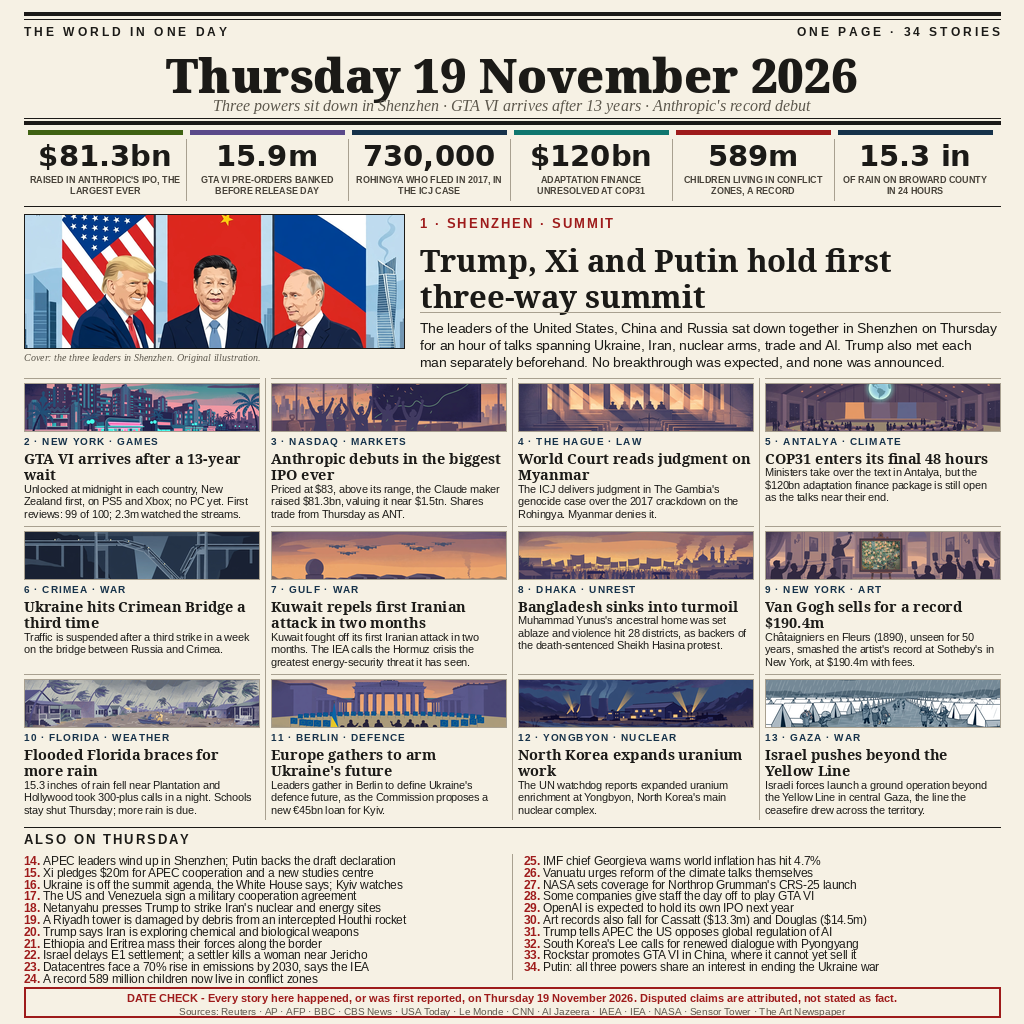 THE WORLD IN ONE DAY
ONE PAGE · 34 STORIES
Thursday 19 November 2026
Three powers sit down in Shenzhen · GTA VI arrives after 13 years · Anthropic's record debut
$81.3bn
RAISED IN ANTHROPIC'S IPO, THE
LARGEST EVER
15.9m
GTA VI PRE-ORDERS BANKED
BEFORE RELEASE DAY
730,000
ROHINGYA WHO FLED IN 2017, IN
THE ICJ CASE
$120bn
ADAPTATION FINANCE
UNRESOLVED AT COP31
589m
CHILDREN LIVING IN CONFLICT
ZONES, A RECORD
15.3 in
OF RAIN ON BROWARD COUNTY
IN 24 HOURS
Cover: the three leaders in Shenzhen. Original illustration.
1 · SHENZHEN · SUMMIT
Trump, Xi and Putin hold first
three-way summit
The leaders of the United States, China and Russia sat down together in Shenzhen on Thursday
for an hour of talks spanning Ukraine, Iran, nuclear arms, trade and AI. Trump also met each
man separately beforehand. No breakthrough was expected, and none was announced.
2 · NEW YORK · GAMES
GTA VI arrives after a 13-year
wait
Unlocked at midnight in each country, New
Zealand first, on PS5 and Xbox; no PC yet. First
reviews: 99 of 100; 2.3m watched the streams.
3 · NASDAQ · MARKETS
Anthropic debuts in the biggest
IPO ever
Priced at $83, above its range, the Claude maker
raised $81.3bn, valuing it near $1.5tn. Shares
trade from Thursday as ANT.
4 · THE HAGUE · LAW
World Court reads judgment on
Myanmar
The ICJ delivers judgment in The Gambia's
genocide case over the 2017 crackdown on the
Rohingya. Myanmar denies it.
5 · ANTALYA · CLIMATE
COP31 enters its final 48 hours
Ministers take over the text in Antalya, but the
$120bn adaptation finance package is still open
as the talks near their end.
6 · CRIMEA · WAR
Ukraine hits Crimean Bridge a
third time
Traffic is suspended after a third strike in a week
on the bridge between Russia and Crimea.
7 · GULF · WAR
Kuwait repels first Iranian
attack in two months
Kuwait fought off its first Iranian attack in two
months. The IEA calls the Hormuz crisis the
greatest energy-security threat it has seen.
8 · DHAKA · UNREST
Bangladesh sinks into turmoil
Muhammad Yunus's ancestral home was set
ablaze and violence hit 28 districts, as backers of
the death-sentenced Sheikh Hasina protest.
9 · NEW YORK · ART
Van Gogh sells for a record
$190.4m
Châtaigniers en Fleurs (1890), unseen for 50
years, smashed the artist's record at Sotheby's in
New York, at $190.4m with fees.
10 · FLORIDA · WEATHER
Flooded Florida braces for
more rain
15.3 inches of rain fell near Plantation and
Hollywood took 300-plus calls in a night. Schools
stay shut Thursday; more rain is due.
11 · BERLIN · DEFENCE
Europe gathers to arm
Ukraine's future
Leaders gather in Berlin to define Ukraine's
defence future, as the Commission proposes a
new €45bn loan for Kyiv.
12 · YONGBYON · NUCLEAR
North Korea expands uranium
work
The UN watchdog reports expanded uranium
enrichment at Yongbyon, North Korea's main
nuclear complex.
13 · GAZA · WAR
Israel pushes beyond the
Yellow Line
Israeli forces launch a ground operation beyond
the Yellow Line in central Gaza, the line the
ceasefire drew across the territory.
ALSO ON THURSDAY
14. APEC leaders wind up in Shenzhen; Putin backs the draft declaration
15. Xi pledges $20m for APEC cooperation and a new studies centre
16. Ukraine is off the summit agenda, the White House says; Kyiv watches
17. The US and Venezuela sign a military cooperation agreement
18. Netanyahu presses Trump to strike Iran's nuclear and energy sites
19. A Riyadh tower is damaged by debris from an intercepted Houthi rocket
20. Trump says Iran is exploring chemical and biological weapons
21. Ethiopia and Eritrea mass their forces along the border
22. Israel delays E1 settlement; a settler kills a woman near Jericho
23. Datacentres face a 70% rise in emissions by 2030, says the IEA
24. A record 589 million children now live in conflict zones
25. IMF chief Georgieva warns world inflation has hit 4.7%
26. Vanuatu urges reform of the climate talks themselves
27. NASA sets coverage for Northrop Grumman's CRS-25 launch
28. Some companies give staff the day off to play GTA VI
29. OpenAI is expected to hold its own IPO next year
30. Art records also fall for Cassatt ($13.3m) and Douglas ($14.5m)
31. Trump tells APEC the US opposes global regulation of AI
32. South Korea's Lee calls for renewed dialogue with Pyongyang
33. Rockstar promotes GTA VI in China, where it cannot yet sell it
34. Putin: all three powers share an interest in ending the Ukraine war
DATE CHECK - Every story here happened, or was first reported, on Thursday 19 November 2026. Disputed claims are attributed, not stated as fact.
Sources: Reuters · AP · AFP · BBC · CBS News · USA Today · Le Monde · CNN · Al Jazeera · IAEA · IEA · NASA · Sensor Tower · The Art Newspaper